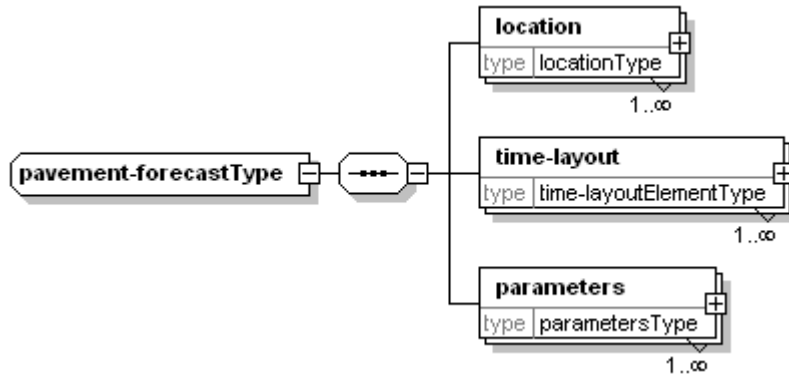 location
type locationType
1..∞
pavement-forecastType
time-layout
type time-layoutElementType
1..∞
parameters
type parametersType
1..∞